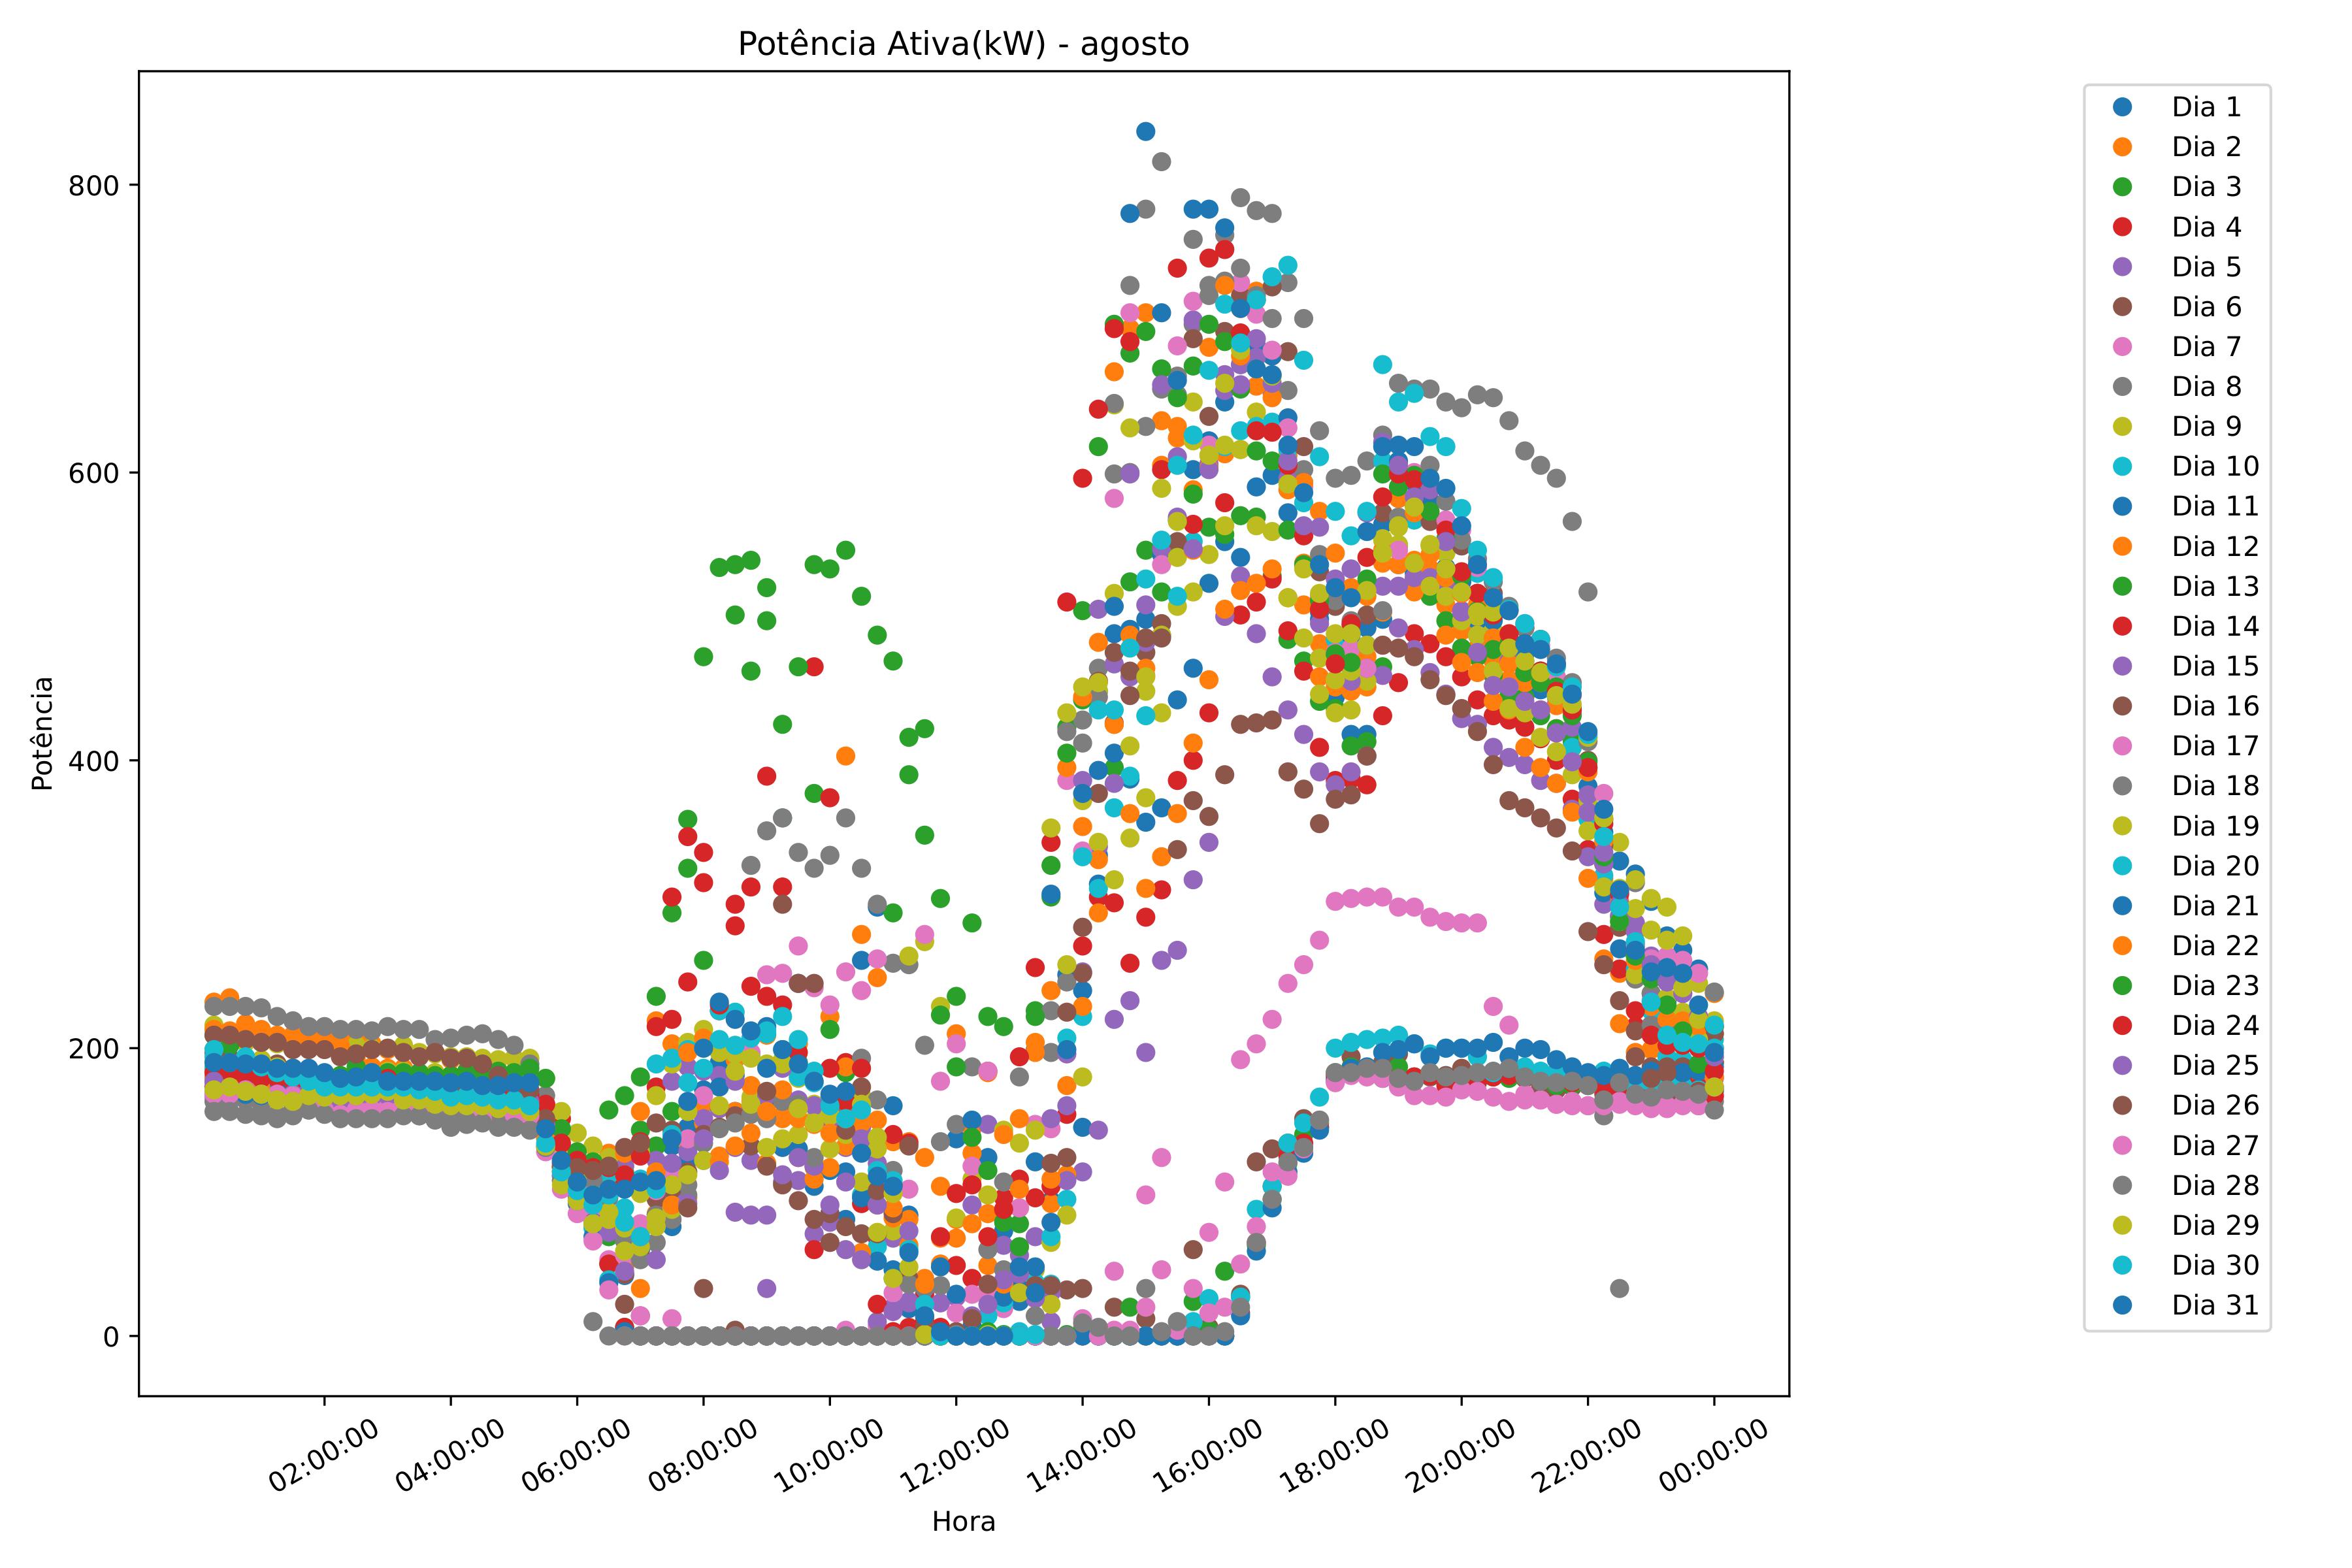 Potência Ativa(kW) - agosto
Potência
800
600
400
200
0
02:00:00
04:00:00
06:00:00
08:00:00
10:00:00
12:00:00
14:00:00
16:00:00
18:00:00
20:00:00
22:00:00
00:00:00
Hora
Dia 1
Dia 2
Dia 3
Dia 4
Dia 5
Dia 6
Dia 7
Dia 8
Dia 9
Dia 10
Dia 11
Dia 12
Dia 13
Dia 14
Dia 15
Dia 16
Dia 17
Dia 18
Dia 19
Dia 20
Dia 21
Dia 22
Dia 23
Dia 24
Dia 25
Dia 26
Dia 27
Dia 28
Dia 29
Dia 30
Dia 31